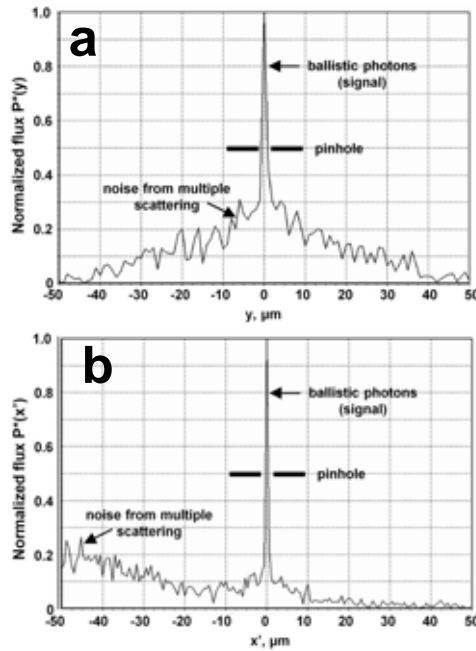 a
Normalized flux P*(y)
1.0
0.8
0.6
0.4
0.2
0
ballistic photons
(signal)
pinhole
noise from multiple
scattering
-50 -40 -30 -20 -10 0 10 20 30 40 50
y, µm
b
Normalized flux P*(x')
1.0
0.8
0.6
0.4
0.2
0
ballistic photons
(signal)
pinhole
noise from multiple
scattering
-50 -40 -30 -20 -10 0 10 20 30 40 50
x', µm